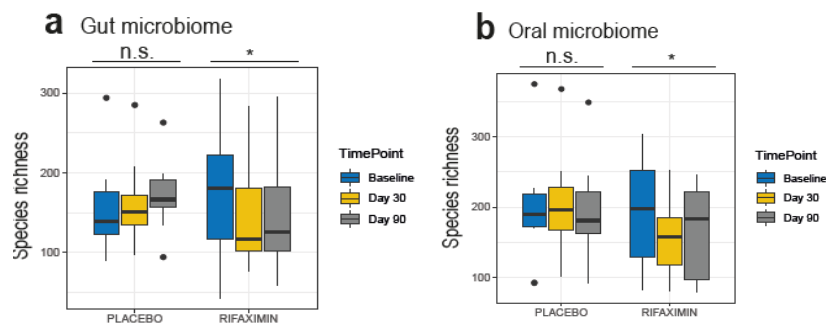 a Gut microbiome
n.s. *
Species richness
300
200
100
PLACEBO RIFAXIMIN
TimePoint
Baseline
Day 30
Day 90
b Oral microbiome
n.s. *
Species richness
300
200
100
PLACEBO RIFAXIMIN
TimePoint
Baseline
Day 30
Day 90